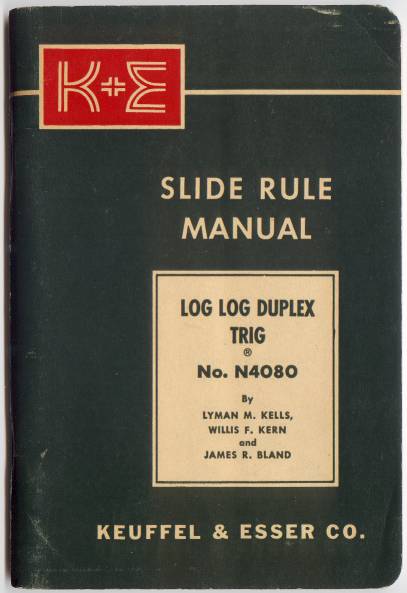 K+E
SLIDE RULE
MANUAL
LOG LOG DUPLEX
TRIG
®
No. N4080
By
LYMAN M. KELLS,
WILLIS F. KERN
and
JAMES R. BLAND
KEUFFEL & ESSER CO.